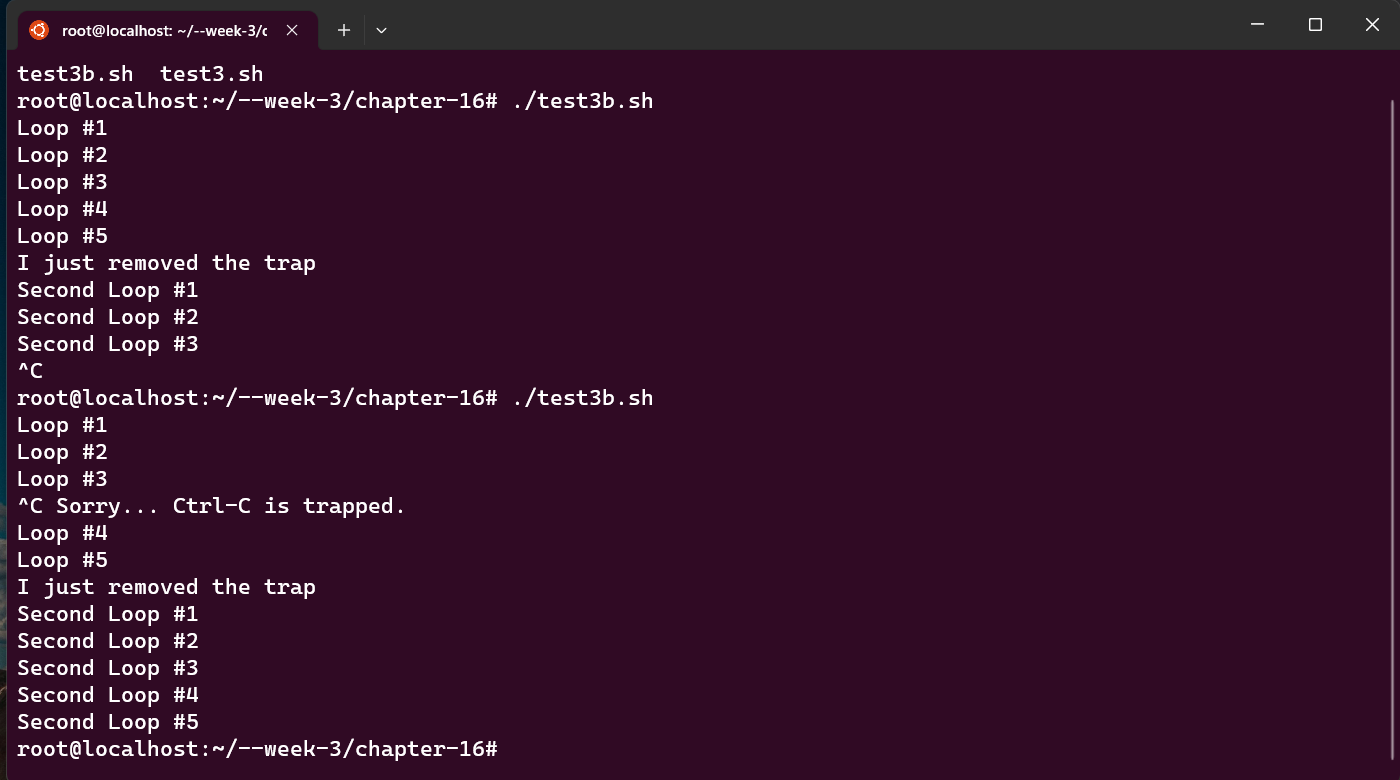 root@localhost: ~/--week-3/c
test3b.sh  test3.sh
root@localhost:~/--week-3/chapter-16# ./test3b.sh
Loop #1
Loop #2
Loop #3
Loop #4
Loop #5
I just removed the trap
Second Loop #1
Second Loop #2
Second Loop #3
^C
root@localhost:~/--week-3/chapter-16# ./test3b.sh
Loop #1
Loop #2
Loop #3
^C Sorry... Ctrl-C is trapped.
Loop #4
Loop #5
I just removed the trap
Second Loop #1
Second Loop #2
Second Loop #3
Second Loop #4
Second Loop #5
root@localhost:~/--week-3/chapter-16#